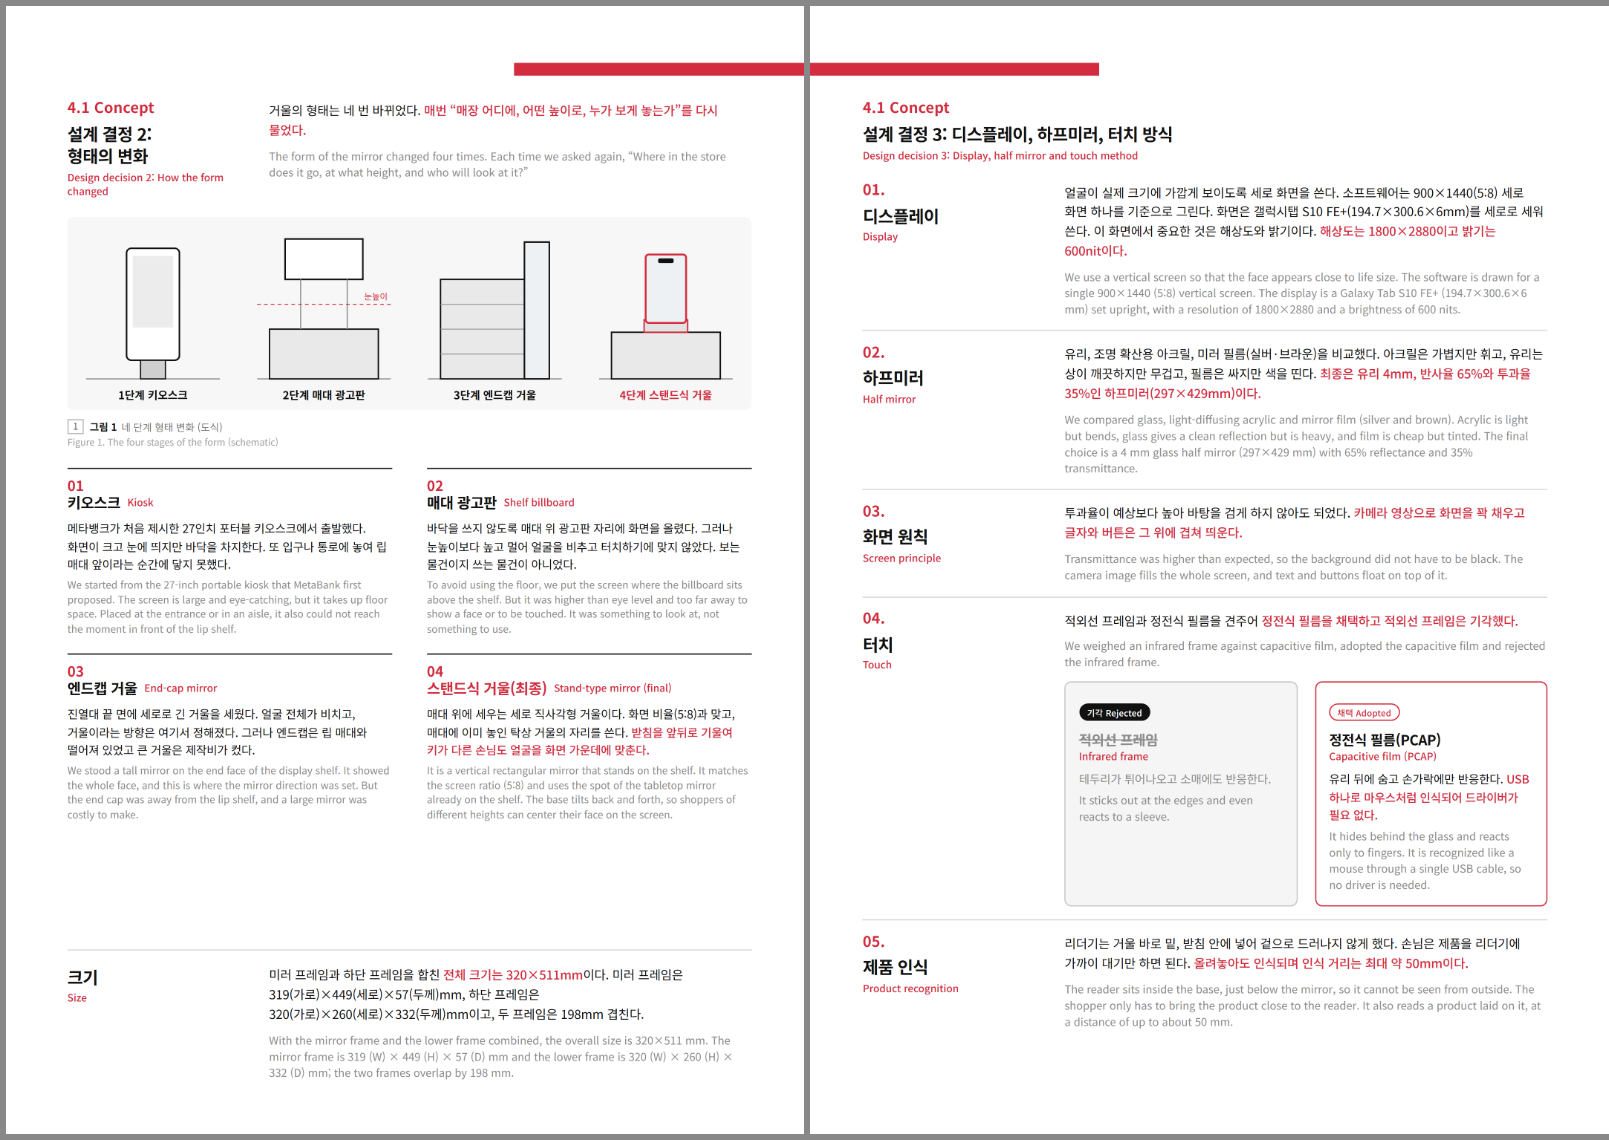 4.1 Concept
설계 결정 2:
형태의 변화
Design decision 2: How the form
changed
거울의 형태는 네 번 바뀌었다. 매번 “매장 어디에, 어떤 높이로, 누가 보게 놓는가”를 다시
물었다.
The form of the mirror changed four times. Each time we asked again, “Where in the store
does it go, at what height, and who will look at it?”
눈높이
1단계 키오스크
2단계 매대 광고판
3단계 엔드캡 거울
4단계 스탠드식 거울
1 그림 1 네 단계 형태 변화 (도식)
Figure 1. The four stages of the form (schematic)
01
키오스크 Kiosk
메타뱅크가 처음 제시한 27인치 포터블 키오스크에서 출발했다.
화면이 크고 눈에 띄지만 바닥을 차지한다. 또 입구나 통로에 놓여 립
매대 앞이라는 순간에 닿지 못했다.
We started from the 27-inch portable kiosk that MetaBank first
proposed. The screen is large and eye-catching, but it takes up floor
space. Placed at the entrance or in an aisle, it also could not reach
the moment in front of the lip shelf.
02
매대 광고판 Shelf billboard
바닥을 쓰지 않도록 매대 위 광고판 자리에 화면을 올렸다. 그러나
눈높이보다 높고 멀어 얼굴을 비추고 터치하기에 맞지 않았다. 보는
물건이지 쓰는 물건이 아니었다.
To avoid using the floor, we put the screen where the billboard sits
above the shelf. But it was higher than eye level and too far away to
show a face or to be touched. It was something to look at, not
something to use.
03
엔드캡 거울 End-cap mirror
진열대 끝 면에 세로로 긴 거울을 세웠다. 얼굴 전체가 비치고,
거울이라는 방향은 여기서 정해졌다. 그러나 엔드캡은 립 매대와
떨어져 있었고 큰 거울은 제작비가 컸다.
We stood a tall mirror on the end face of the display shelf. It showed
the whole face, and this is where the mirror direction was set. But
the end cap was away from the lip shelf, and a large mirror was
costly to make.
04
스탠드식 거울(최종) Stand-type mirror (final)
매대 위에 세우는 세로 직사각형 거울이다. 화면 비율(5:8)과 맞고,
매대에 이미 놓인 탁상 거울의 자리를 쓴다. 받침을 앞뒤로 기울여
키가 다른 손님도 얼굴을 화면 가운데에 맞춘다.
It is a vertical rectangular mirror that stands on the shelf. It matches
the screen ratio (5:8) and uses the spot of the tabletop mirror
already on the shelf. The base tilts back and forth, so shoppers of
different heights can center their face on the screen.
크기
Size
미러 프레임과 하단 프레임을 합친 전체 크기는 320×511mm이다. 미러 프레임은
319(가로)×449(세로)×57(두께)mm, 하단 프레임은
320(가로)×260(세로)×332(두께)mm이고, 두 프레임은 198mm 겹친다.
With the mirror frame and the lower frame combined, the overall size is 320×511 mm. The
mirror frame is 319 (W) × 449 (H) × 57 (D) mm and the lower frame is 320 (W) × 260 (H) ×
332 (D) mm; the two frames overlap by 198 mm.
4.1 Concept
설계 결정 3: 디스플레이, 하프미러, 터치 방식
Design decision 3: Display, half mirror and touch method
01.
디스플레이
Display
얼굴이 실제 크기에 가깝게 보이도록 세로 화면을 쓴다. 소프트웨어는 900×1440(5:8) 세로
화면 하나를 기준으로 그린다. 화면은 갤럭시탭 S10 FE+(194.7×300.6×6mm)를 세로로 세워
쓴다. 이 화면에서 중요한 것은 해상도와 밝기이다. 해상도는 1800×2880이고 밝기는
600nit이다.
We use a vertical screen so that the face appears close to life size. The software is drawn for a
single 900×1440 (5:8) vertical screen. The display is a Galaxy Tab S10 FE+ (194.7×300.6×6
mm) set upright, with a resolution of 1800×2880 and a brightness of 600 nits.
02.
하프미러
Half mirror
유리, 조명 확산용 아크릴, 미러 필름(실버·브라운)을 비교했다. 아크릴은 가볍지만 휘고, 유리는
상이 깨끗하지만 무겁고, 필름은 싸지만 색을 띤다. 최종은 유리 4mm, 반사율 65%와 투과율
35%인 하프미러(297×429mm)이다.
We compared glass, light-diffusing acrylic and mirror film (silver and brown). Acrylic is light
but bends, glass gives a clean reflection but is heavy, and film is cheap but tinted. The final
choice is a 4 mm glass half mirror (297×429 mm) with 65% reflectance and 35%
transmittance.
03.
화면 원칙
Screen principle
투과율이 예상보다 높아 바탕을 검게 하지 않아도 되었다. 카메라 영상으로 화면을 꽉 채우고
글자와 버튼은 그 위에 겹쳐 띄운다.
Transmittance was higher than expected, so the background did not have to be black. The
camera image fills the whole screen, and text and buttons float on top of it.
04.
터치
Touch
적외선 프레임과 정전식 필름을 견주어 정전식 필름을 채택하고 적외선 프레임은 기각했다.
We weighed an infrared frame against capacitive film, adopted the capacitive film and rejected
the infrared frame.
기각 Rejected
적외선 프레임
Infrared frame
테두리가 튀어나오고 소매에도 반응한다.
It sticks out at the edges and even
reacts to a sleeve.
채택 Adopted
정전식 필름(PCAP)
Capacitive film (PCAP)
유리 뒤에 숨고 손가락에만 반응한다. USB
하나로 마우스처럼 인식되어 드라이버가
필요 없다.
It hides behind the glass and reacts
only to fingers. It is recognized like a
mouse through a single USB cable, so
no driver is needed.
05.
제품 인식
Product recognition
리더기는 거울 바로 밑, 받침 안에 넣어 겉으로 드러나지 않게 했다. 손님은 제품을 리더기에
가까이 대기만 하면 된다. 올려놓아도 인식되며 인식 거리는 최대 약 50mm이다.
The reader sits inside the base, just below the mirror, so it cannot be seen from outside. The
shopper only has to bring the product close to the reader. It also reads a product laid on it, at
a distance of up to about 50 mm.